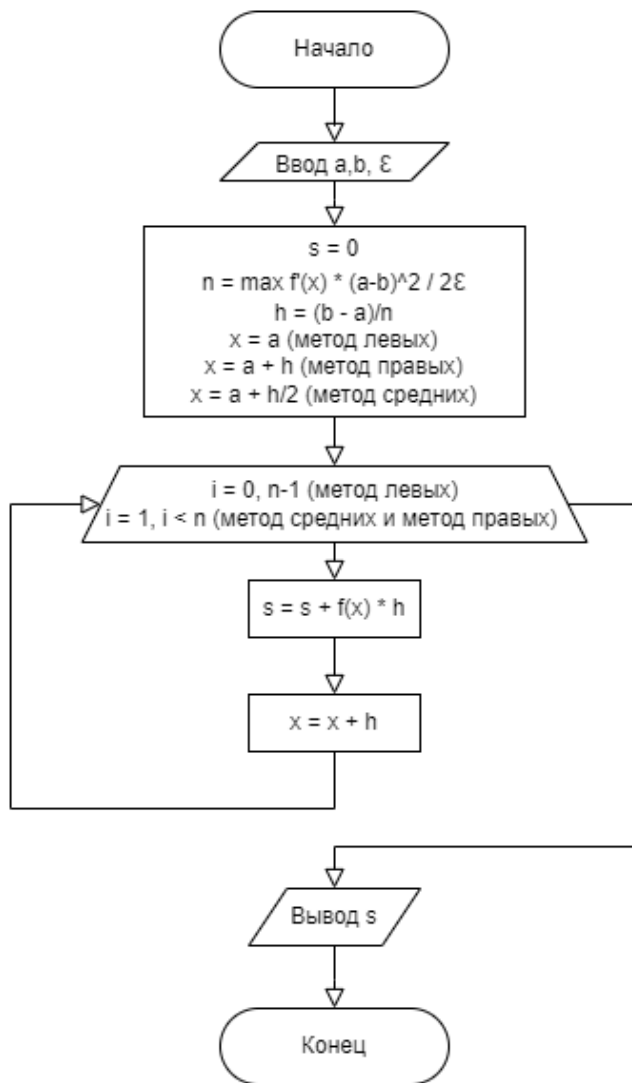 Начало
Ввод a,b, Ɛ
s = 0
n = max f'(x) * (a-b)^2 / 2Ɛ
h = (b - a)/n
x = a (метод левых)
x = a + h (метод правых)
x = a + h/2 (метод средних)
i = 0, n-1 (метод левых)
i = 1, i < n (метод средних и метод правых)
s = s + f(x) * h
x = x + h
Вывод s
Конец